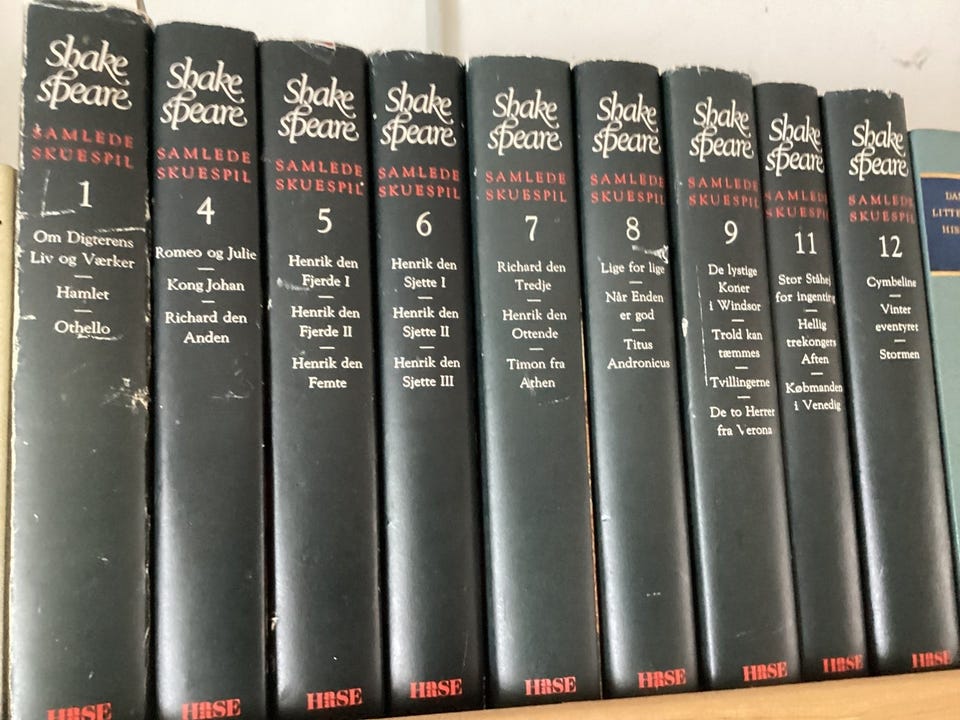 Shake
speare
SAMLEDE
SKUESPIL
1
Om Digterens
Liv og Værker
Hamlet
Othello
HASE
Shake
speare
SAMLEDE
SKUESPIL
4
Romeo og Julie
Kong Johan
Richard den
Anden
HASE
Shake
speare
SAMLEDE
SKUESPIL
5
Henrik den
Fjerde I
Henrik den
Fjerde II
Henrik den
Femte
HASE
Shake
speare
SAMLEDE
SKUESPIL
6
Henrik den
Sjette I
Henrik den
Sjette II
Henrik den
Sjette III
HASE
Shake
speare
SAMLEDE
SKUESPIL
7
Richard den
Tredje
Henrik den
Ottende
Timon fra
Athen
HASE
Shake
speare
SAMLEDE
SKUESPIL
8
Lige for lige
Når Enden
er god
Titus
Andronicus
HASE
Shake
speare
SAMLEDE
SKUESPIL
9
De lystige
Koner
i Windsor
Trold kan
tæmmes
Tvillingerne
De to Herrer
fra Verona
HASE
Shake
speare
SAMLEDE
SKUESPIL
11
Stor Ståhej
for ingenting
Hellig
trekongers
Aften
Købmanden
i Venedig
HASE
Shake
speare
SAMLEDE
SKUESPIL
12
Cymbeline
Vinter
eventyret
Stormen
HASE